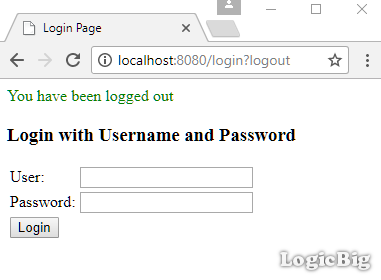 Login Page
localhost:8080/login?logout
You have been logged out
Login with Username and Password
User:
Password:
Login
LogicBig